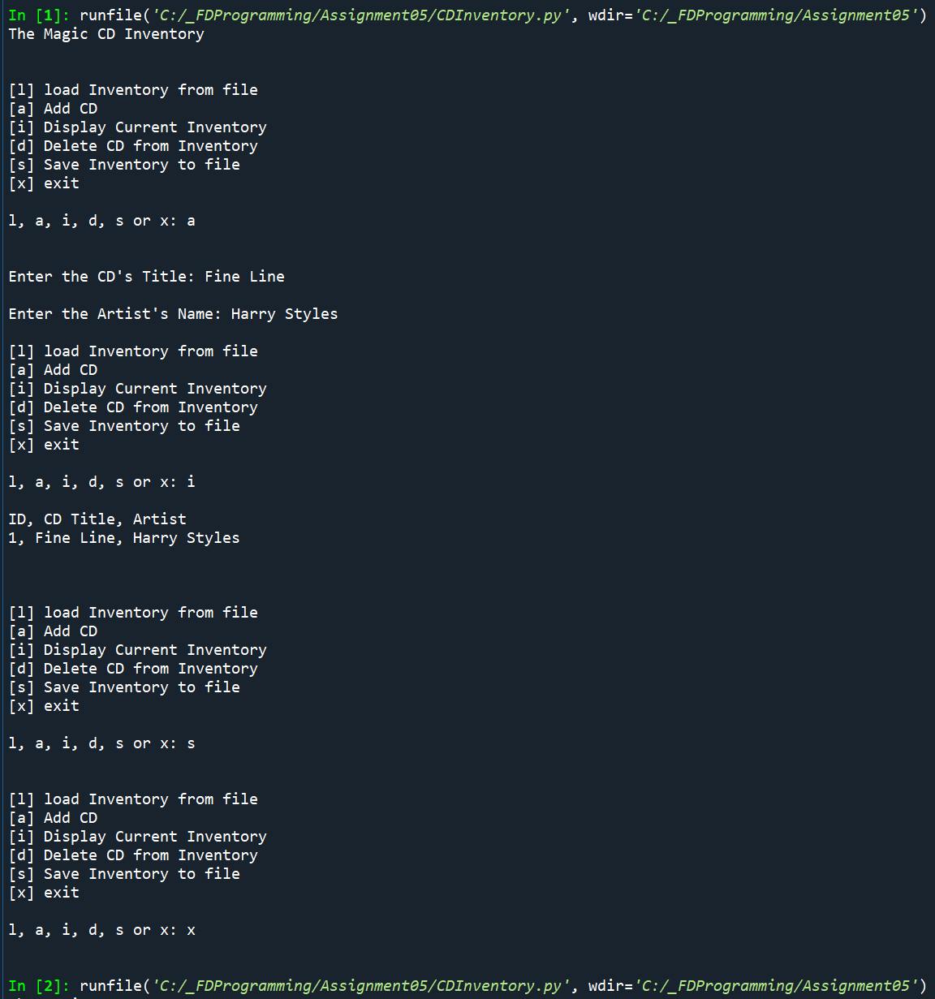 In [1]: runfile('C:/_FDProgramming/Assignment05/CDInventory.py', wdir='C:/_FDProgramming/Assignment05')
The Magic CD Inventory
[l] load Inventory from file
[a] Add CD
[i] Display Current Inventory
[d] Delete CD from Inventory
[s] Save Inventory to file
[x] exit
l, a, i, d, s or x: a
Enter the CD's Title: Fine Line
Enter the Artist's Name: Harry Styles
[l] load Inventory from file
[a] Add CD
[i] Display Current Inventory
[d] Delete CD from Inventory
[s] Save Inventory to file
[x] exit
l, a, i, d, s or x: i
ID, CD Title, Artist
1, Fine Line, Harry Styles
[l] load Inventory from file
[a] Add CD
[i] Display Current Inventory
[d] Delete CD from Inventory
[s] Save Inventory to file
[x] exit
l, a, i, d, s or x: s
[l] load Inventory from file
[a] Add CD
[i] Display Current Inventory
[d] Delete CD from Inventory
[s] Save Inventory to file
[x] exit
l, a, i, d, s or x: x
In [2]: runfile('C:/_FDProgramming/Assignment05/CDInventory.py', wdir='C:/_FDProgramming/Assignment05')